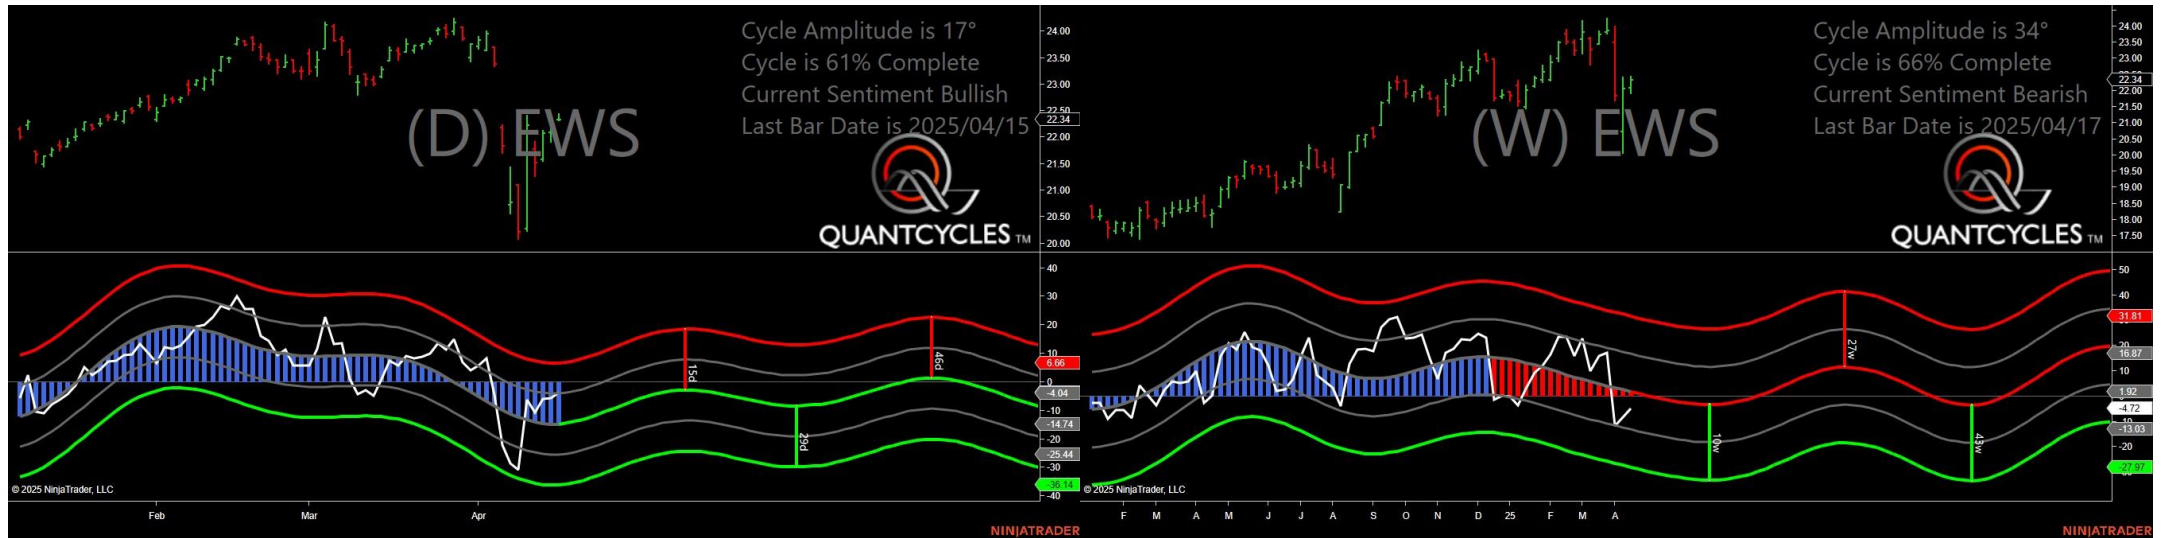 Cycle Amplitude is 17°
Cycle is 61% Complete
Current Sentiment Bullish
Last Bar Date is 2025/04/15
(D) EWS
QUANTCYCLES TM
24.00
23.50
23.00
22.50
22.34
22.00
21.50
21.00
20.50
20.00
40
30
20
10
6.66
0
-4.04
-10
-14.74
-20
-25.44
-30
-36.14
-40
15d
29d
46d
© 2025 NinjaTrader, LLC
Feb
Mar
Apr
NINJATRADER
Cycle Amplitude is 34°
Cycle is 66% Complete
Current Sentiment Bearish
Last Bar Date is 2025/04/17
(W) EWS
QUANTCYCLES TM
24.00
23.50
23.00
22.34
22.00
21.50
21.00
20.50
20.00
19.50
19.00
18.50
18.00
17.50
50
40
31.81
20
16.87
10
1.92
-4.72
-13.03
-20
-27.97
10w
27w
43w
© 2025 NinjaTrader, LLC
F
M
A
M
J
J
A
S
O
N
D
25
F
M
A
NINJATRADER